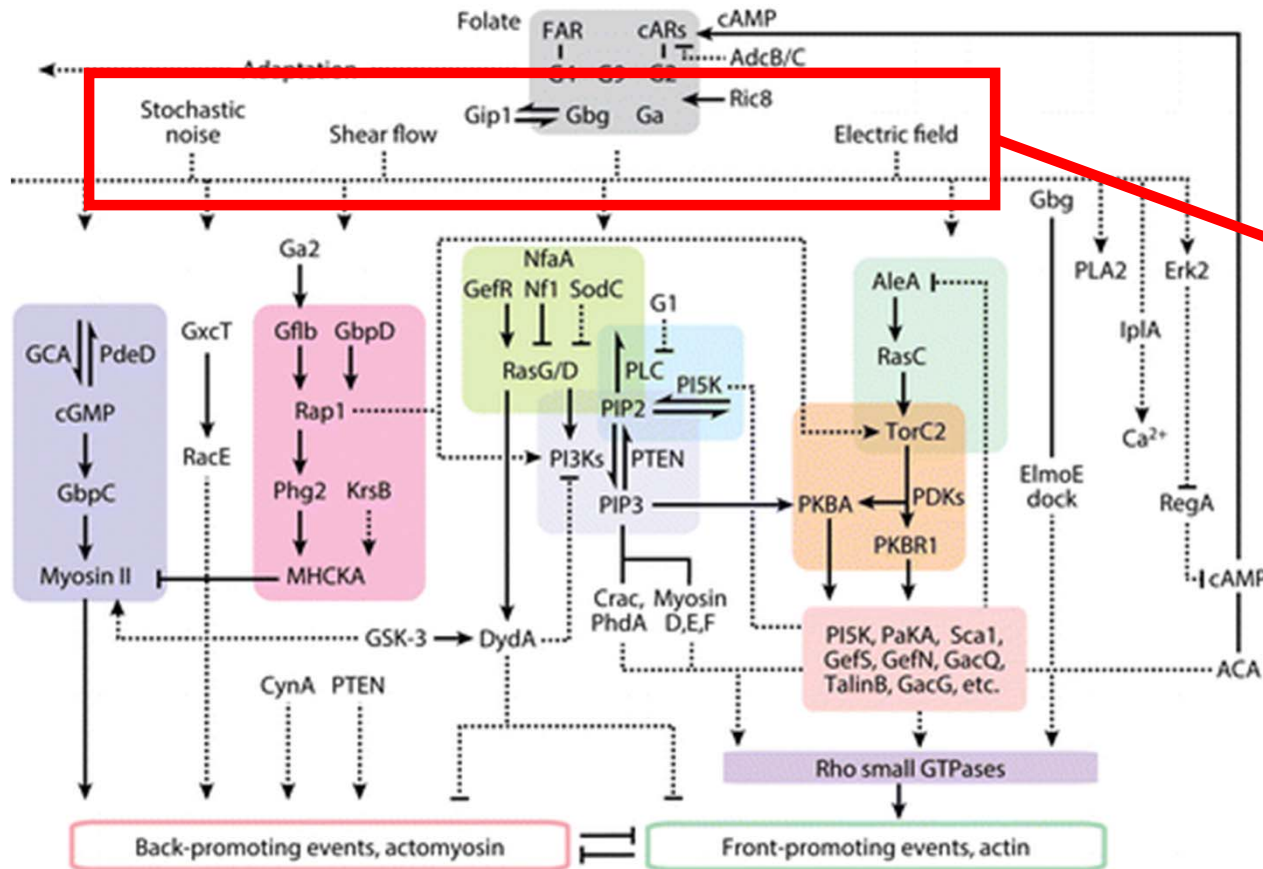 Folate
FAR
cARs
cAMP
AdcB/C
Adaptation
G4 G9 G2
Ric8
Stochastic
noise
Shear flow
Gip1
Gbg
Ga
Electric field
Gbg
PLA2
Erk2
Ga2
NfaA
GefR Nf1 SodC
G1
AleA
IplA
GCA
PdeD
GxcT
Gflb
GbpD
RasG/D
PLC
PI5K
RasC
cGMP
Rap1
PIP2
TorC2
Ca2+
RacE
PI3Ks
PTEN
ElmoE
dock
GbpC
Phg2
KrsB
PIP3
PKBA
PDKs
RegA
PKBR1
Myosin II
MHCKA
cAMP
Crac,
PhdA
Myosin
D,E,F
GSK-3
DydA
PI5K, PaKA, Sca1,
GefS, GefN, GacQ,
TalinB, GacG, etc.
ACA
CynA
PTEN
Rho small GTPases
Back-promoting events, actomyosin
Front-promoting events, actin